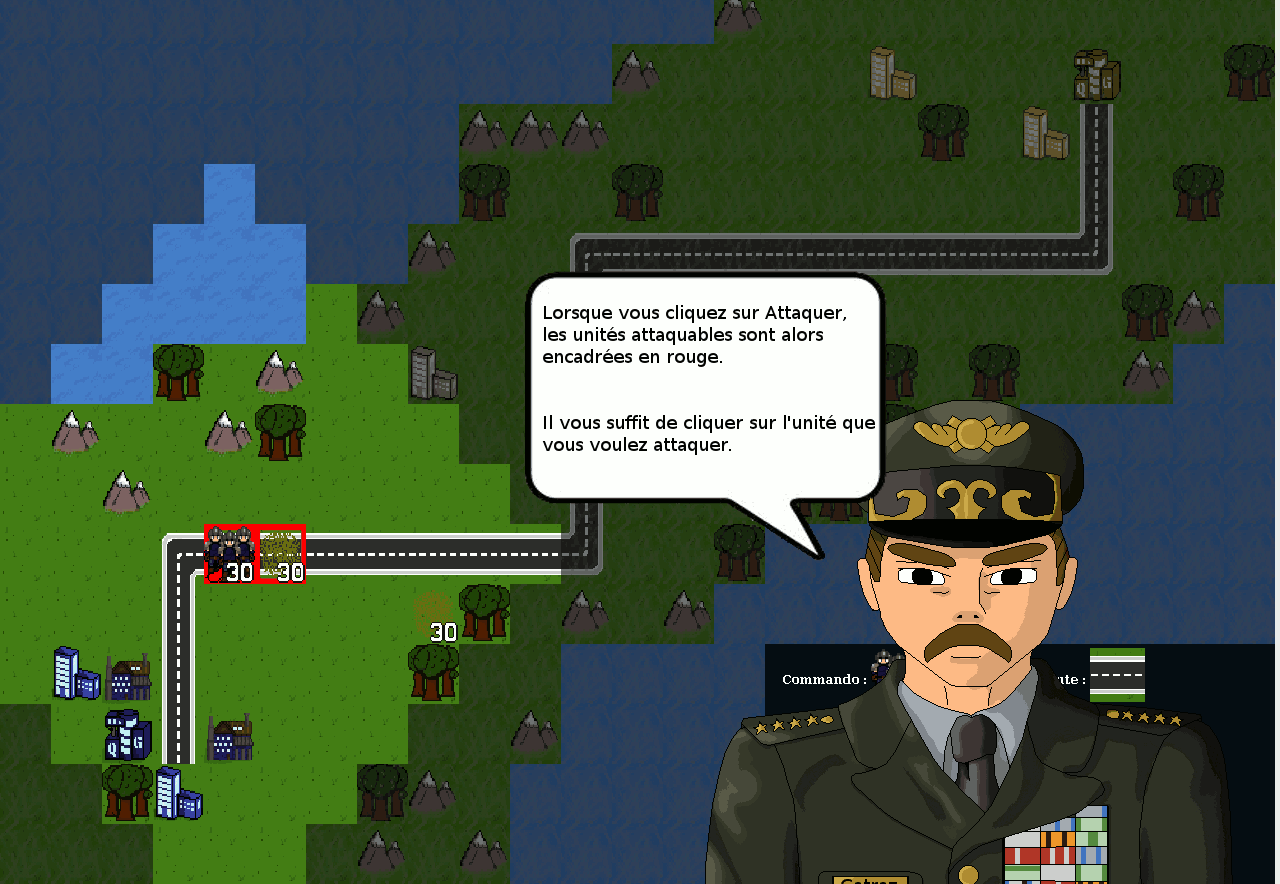 Lorsque vous cliquez sur Attaquer,
les unités attaquables sont alors
encadrées en rouge.
Il vous suffit de cliquer sur l'unité que
vous voulez attaquer.
30 30
30
Commando :
ute :
Q G
Q G